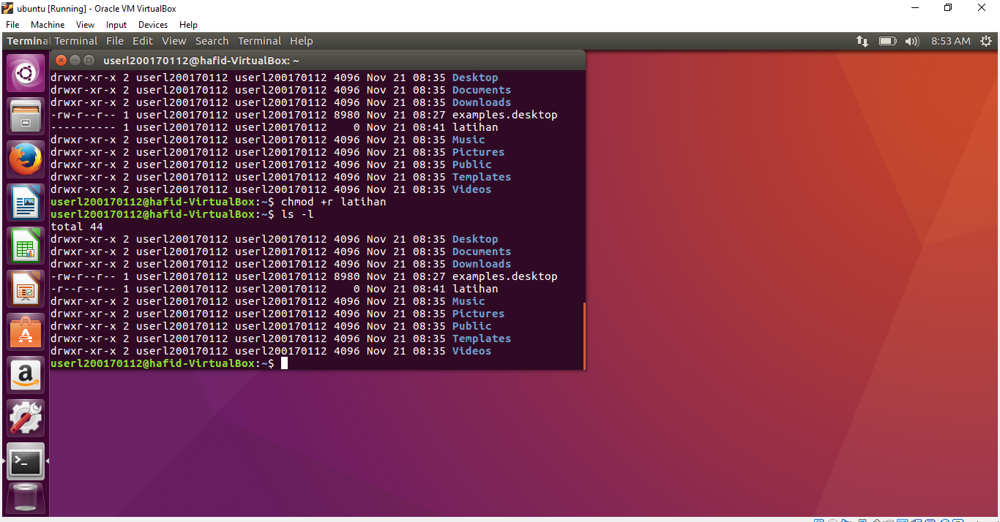 ubuntu [Running] - Oracle VM VirtualBox
File Machine View Input Devices Help
Terminal Terminal File Edit View Search Terminal Help 8:53 AM
userl200170112@hafid-VirtualBox: ~
drwxr-xr-x 2 userl200170112 userl200170112 4096 Nov 21 08:35 Desktop
drwxr-xr-x 2 userl200170112 userl200170112 4096 Nov 21 08:35 Documents
drwxr-xr-x 2 userl200170112 userl200170112 4096 Nov 21 08:35 Downloads
-rw-r--r-- 1 userl200170112 userl200170112 8980 Nov 21 08:27 examples.desktop
---------- 1 userl200170112 userl200170112    0 Nov 21 08:41 latihan
drwxr-xr-x 2 userl200170112 userl200170112 4096 Nov 21 08:35 Music
drwxr-xr-x 2 userl200170112 userl200170112 4096 Nov 21 08:35 Pictures
drwxr-xr-x 2 userl200170112 userl200170112 4096 Nov 21 08:35 Public
drwxr-xr-x 2 userl200170112 userl200170112 4096 Nov 21 08:35 Templates
drwxr-xr-x 2 userl200170112 userl200170112 4096 Nov 21 08:35 Videos
userl200170112@hafid-VirtualBox:~$ chmod +r latihan
userl200170112@hafid-VirtualBox:~$ ls -l
total 44
drwxr-xr-x 2 userl200170112 userl200170112 4096 Nov 21 08:35 Desktop
drwxr-xr-x 2 userl200170112 userl200170112 4096 Nov 21 08:35 Documents
drwxr-xr-x 2 userl200170112 userl200170112 4096 Nov 21 08:35 Downloads
-rw-r--r-- 1 userl200170112 userl200170112 8980 Nov 21 08:27 examples.desktop
-r--r--r-- 1 userl200170112 userl200170112    0 Nov 21 08:41 latihan
drwxr-xr-x 2 userl200170112 userl200170112 4096 Nov 21 08:35 Music
drwxr-xr-x 2 userl200170112 userl200170112 4096 Nov 21 08:35 Pictures
drwxr-xr-x 2 userl200170112 userl200170112 4096 Nov 21 08:35 Public
drwxr-xr-x 2 userl200170112 userl200170112 4096 Nov 21 08:35 Templates
drwxr-xr-x 2 userl200170112 userl200170112 4096 Nov 21 08:35 Videos
userl200170112@hafid-VirtualBox:~$